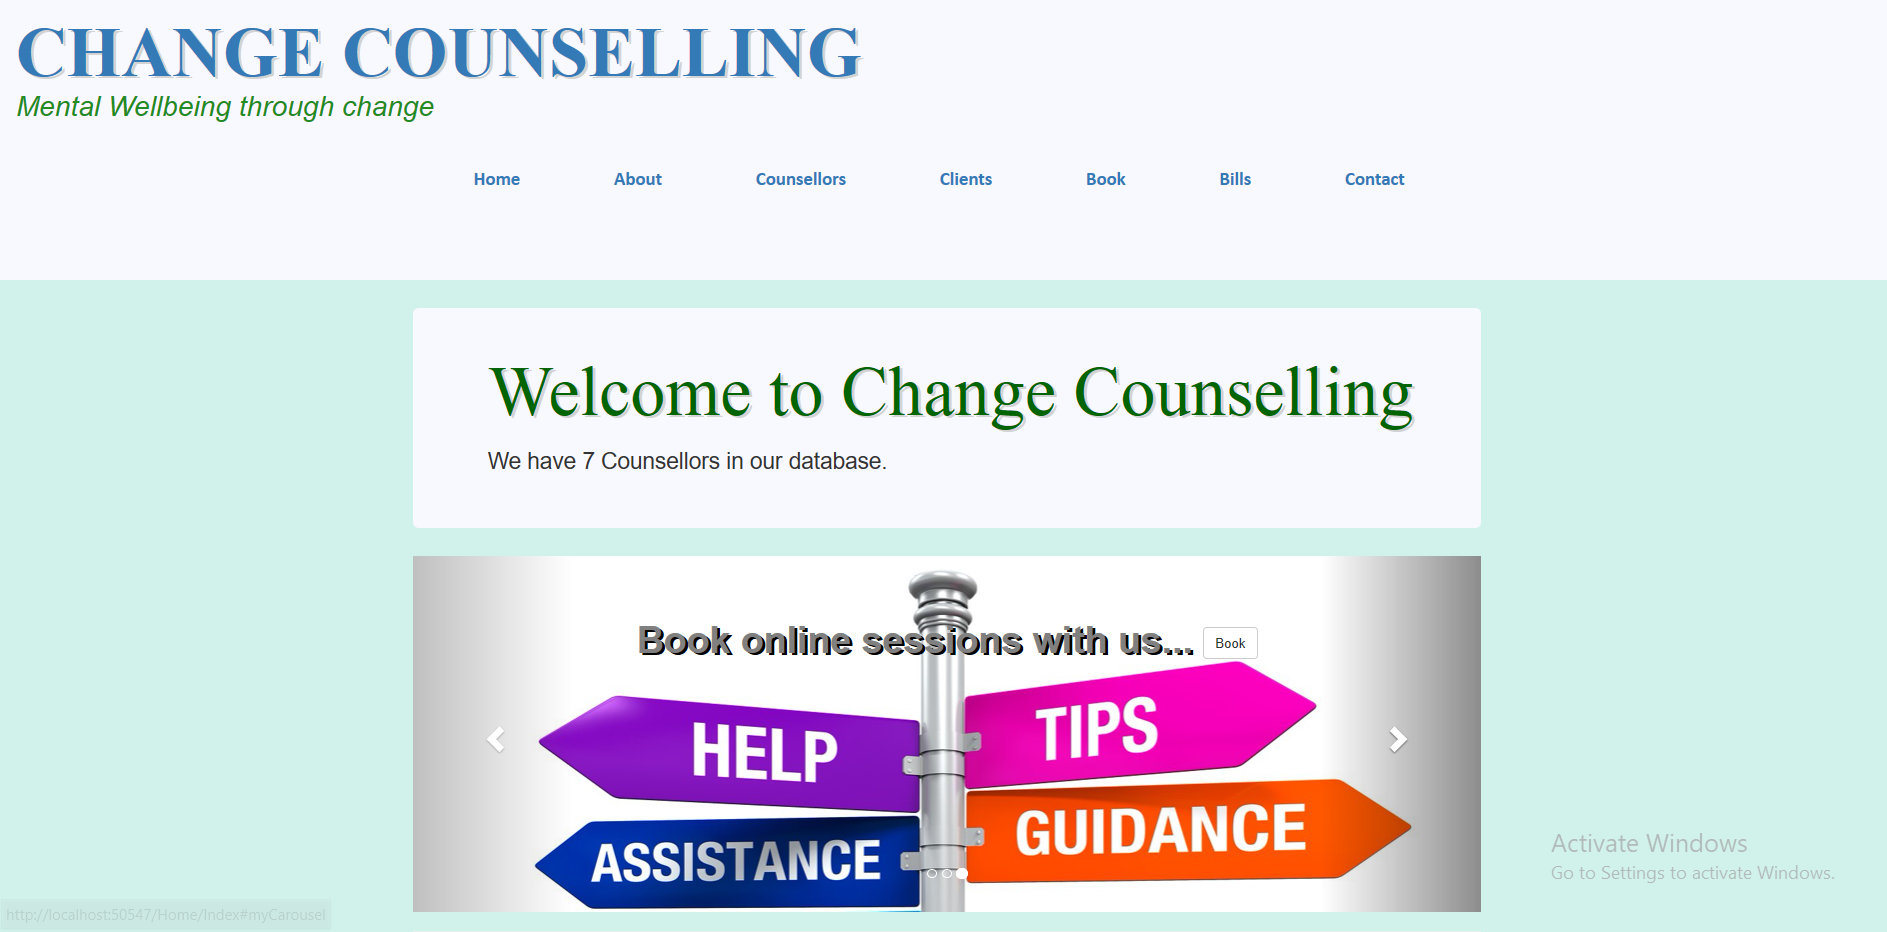 CHANGE COUNSELLING
Mental Wellbeing through change
Home About Counsellors Clients Book Bills Contact
Welcome to Change Counselling
We have 7 Counsellors in our database.
Book online sessions with us... Book
HELP
TIPS
ASSISTANCE
GUIDANCE
Activate Windows
Go to Settings to activate Windows.
http://localhost:50547/Home/Index#myCarousel